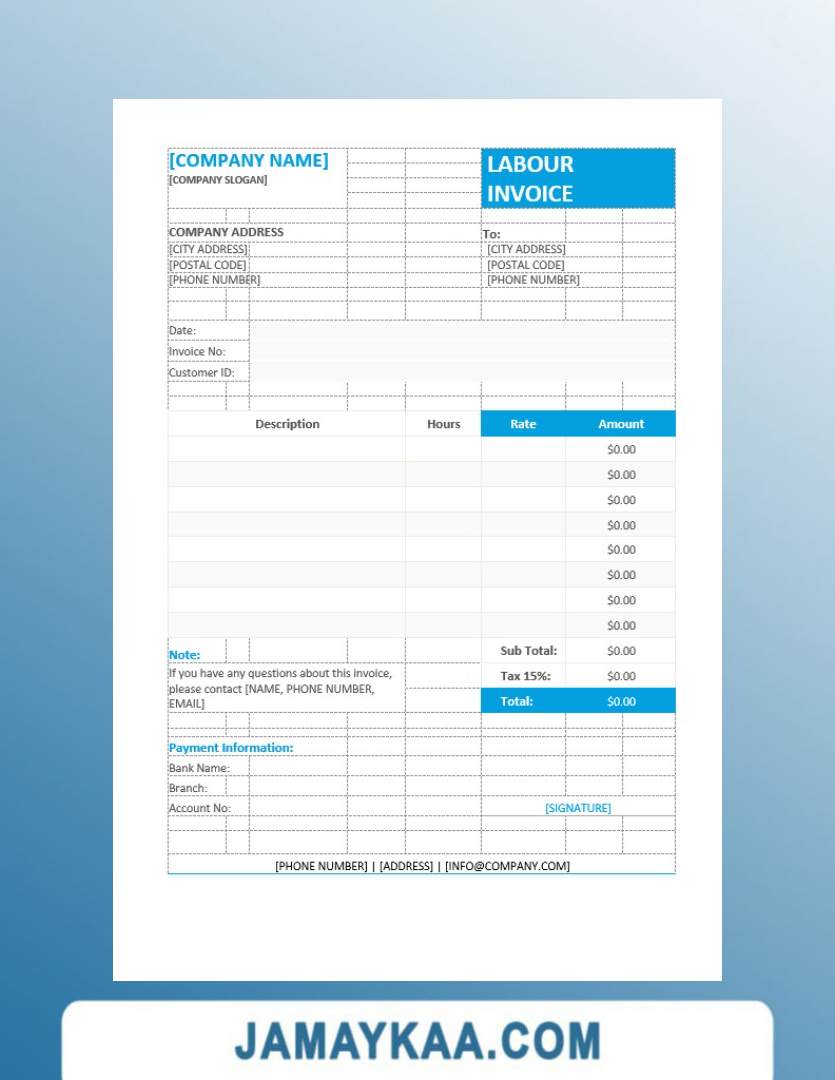 [COMPANY NAME]
[COMPANY SLOGAN]
LABOUR
INVOICE
COMPANY ADDRESS
[CITY ADDRESS]
[POSTAL CODE]
[PHONE NUMBER]
To:
[CITY ADDRESS]
[POSTAL CODE]
[PHONE NUMBER]
Date:
Invoice No:
Customer ID:
Description Hours Rate Amount
$0.00
$0.00
$0.00
$0.00
$0.00
$0.00
$0.00
$0.00
Sub Total: $0.00
Tax 15%: $0.00
Total: $0.00
Note:
If you have any questions about this invoice,
please contact [NAME, PHONE NUMBER,
EMAIL]
Payment Information:
Bank Name:
Branch:
Account No:
[SIGNATURE]
[PHONE NUMBER] | [ADDRESS] | [INFO@COMPANY.COM]
JAMAYKAA.COM